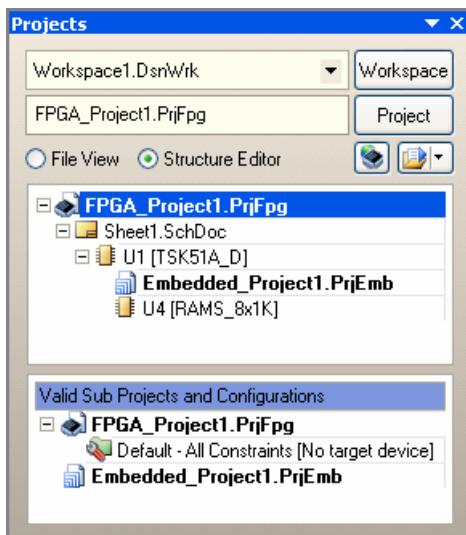 Projects
Workspace1.DsnWrk Workspace
FPGA_Project1.PrjFpg Project
File View Structure Editor
FPGA_Project1.PrjFpg
Sheet1.SchDoc
U1 [TSK51A_D]
Embedded_Project1.PrjEmb
U4 [RAMS_8x1K]
Valid Sub Projects and Configurations
FPGA_Project1.PrjFpg
Default - All Constraints [No target device]
Embedded_Project1.PrjEmb